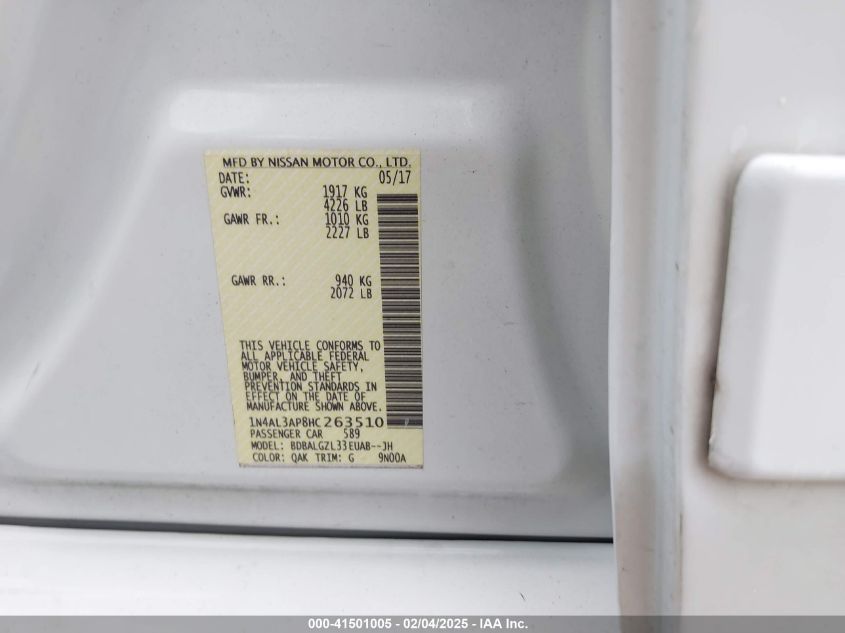 MFD BY NISSAN MOTOR CO., LTD.
DATE: 05/17
GVWR: 1917 KG
4226 LB
GAWR FR.: 1010 KG
2227 LB
GAWR RR.: 940 KG
2072 LB
THIS VEHICLE CONFORMS TO
ALL APPLICABLE FEDERAL
MOTOR VEHICLE SAFETY,
BUMPER, AND THEFT
PREVENTION STANDARDS IN
EFFECT ON THE DATE OF
MANUFACTURE SHOWN ABOVE.
1N4AL3AP8HC263510
PASSENGER CAR 589
MODEL: BDBALGZL33EUAB--JH
COLOR: QAK TRIM: G 9N00A
000-41501005 - 02/04/2025 - IAA Inc.